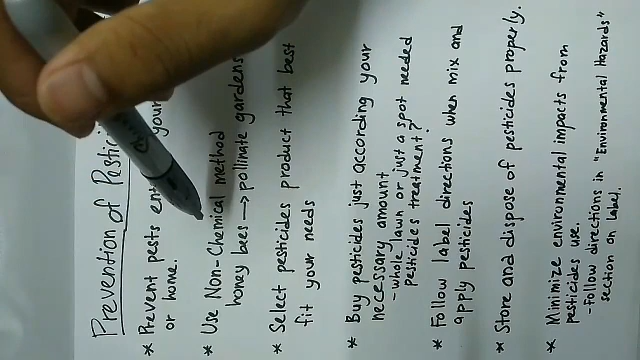 Prevention of
* Prevent pests your
or home.
* Use Non-Chemical method
honey bees → pollinate gardens
* Select pesticides product that best
fit your needs
* Buy pesticides just according your
necessary amount
- whole lawn or just a spot needed
pesticides treatment?
* Follow label directions when mix and
apply pesticides
* Store and dispose of pesticides properly.
* Minimize environmental impacts from
pesticides use.
- Follow directions in "Environmental Hazards"
section on label.